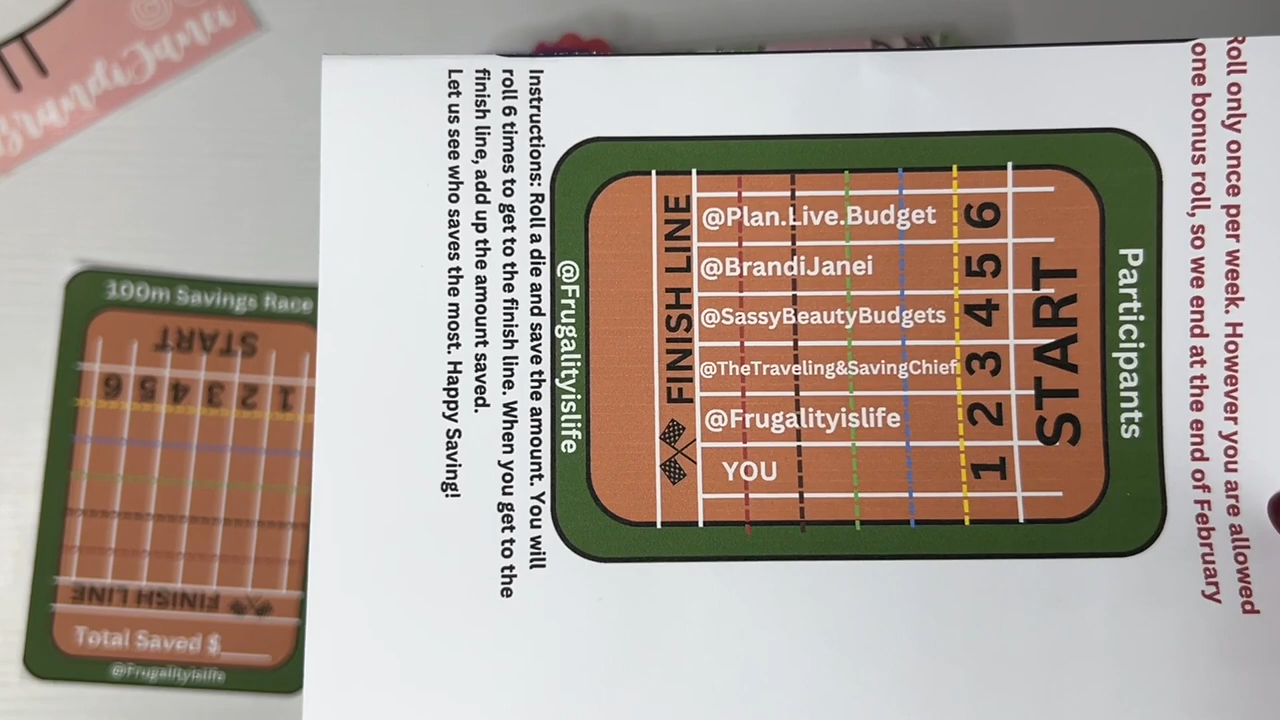 Roll only once per week. However you are allowed
one bonus roll, so we end at the end of February
Participants
START
1 2 3 4 5 6
YOU
@Frugalityislife
@TheTraveling&SavingChief
@SassyBeautyBudgets
@BrandiJanei
@Plan.Live.Budget
FINISH LINE
@Frugalityislife
Instructions: Roll a die and save the amount. You will
roll 6 times to get to the finish line. When you get to the
finish line, add up the amount saved.
Let us see who saves the most. Happy Saving!
100m Savings Race
START
1 2 3 4 5 6
FINISH LINE
Total Saved $____
@Frugalityislife
BrandiJanei